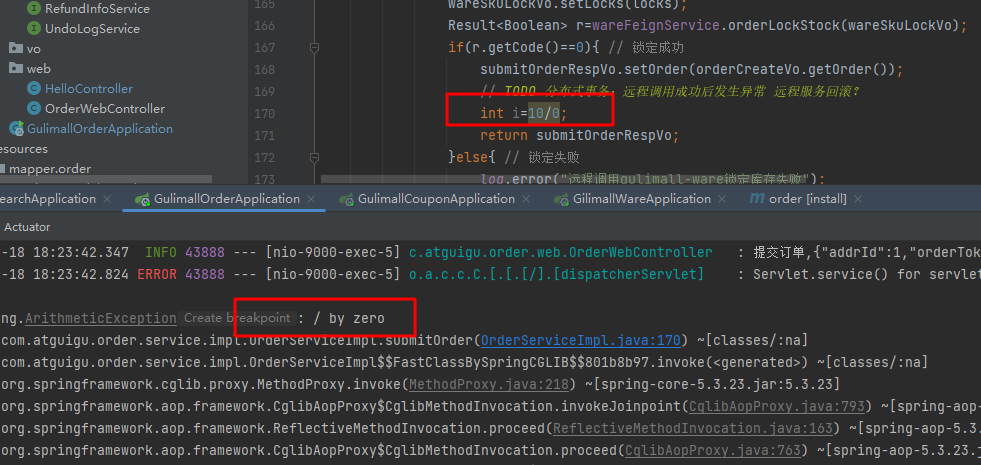 RefundInfoService
UndoLogService
vo
web
HelloController
OrderWebController
GulimallOrderApplication
esources
mapper.order
165 wareSkuLockVo.setLocks(locks);
166 Result<Boolean> r=wareFeignService.orderLockStock(wareSkuLockVo);
167 if(r.getCode()==0){ // 锁定成功
168 submitOrderRespVo.setOrder(orderCreateVo.getOrder());
169 // TODO 分布式事务：远程调用成功后发生异常 远程服务回滚？
170 int i=10/0;
171 return submitOrderRespVo;
172 }else{ // 锁定失败
173 log.error("远程调用gulimall-ware锁定库存失败");
earchApplication GulimallOrderApplication GulimallCouponApplication GilimallWareApplication order [install]
Actuator
-18 18:23:42.347 INFO 43888 --- [nio-9000-exec-5] c.atguigu.order.web.OrderWebController : 提交订单,{"addrId":1,"orderTok
-18 18:23:42.824 ERROR 43888 --- [nio-9000-exec-5] o.a.c.c.C.[.[.[/].[dispatcherServlet] : Servlet.service() for servlet
ng.ArithmeticException Create breakpoint : / by zero
com.atguigu.order.service.impl.OrderServiceImpl.submitOrder(OrderServiceImpl.java:170) ~[classes/:na]
com.atguigu.order.service.impl.OrderServiceImpl$$FastClassBySpringCGLIB$$801b8b97.invoke(<generated>) ~[classes/:na]
org.springframework.cglib.proxy.MethodProxy.invoke(MethodProxy.java:218) ~[spring-core-5.3.23.jar:5.3.23]
org.springframework.aop.framework.CglibAopProxy$CglibMethodInvocation.invokeJoinpoint(CglibAopProxy.java:793) ~[spring-aop-
org.springframework.aop.framework.ReflectiveMethodInvocation.proceed(ReflectiveMethodInvocation.java:163) ~[spring-aop-5
org.springframework.aop.framework.CglibAopProxy$CglibMethodInvocation.proceed(CglibAopProxy.java:763) ~[spring-aop-5.3.23.j